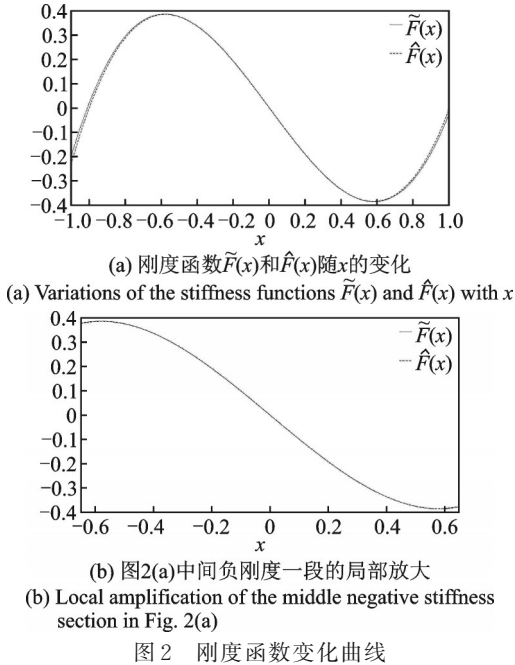 0.4
0.3
0.2
0.1
0
−0.1
−0.2
−0.3
−0.4
F̃(x)
F̂(x)
−1.0 −0.8 −0.6 −0.4 −0.2 0 0.2 0.4 0.6 0.8 1.0
x
(a) 刚度函数F̃(x)和F̂(x)随x的变化
(a) Variations of the stiffness functions F̃(x) and F̂(x) with x
0.4
0.3
0.2
0.1
0
−0.1
−0.2
−0.3
−0.4
F̃(x)
F̂(x)
−0.6 −0.4 −0.2 0 0.2 0.4 0.6
x
(b) 图2(a)中间负刚度一段的局部放大
(b) Local amplification of the middle negative stiffness
section in Fig. 2(a)
图2 刚度函数变化曲线